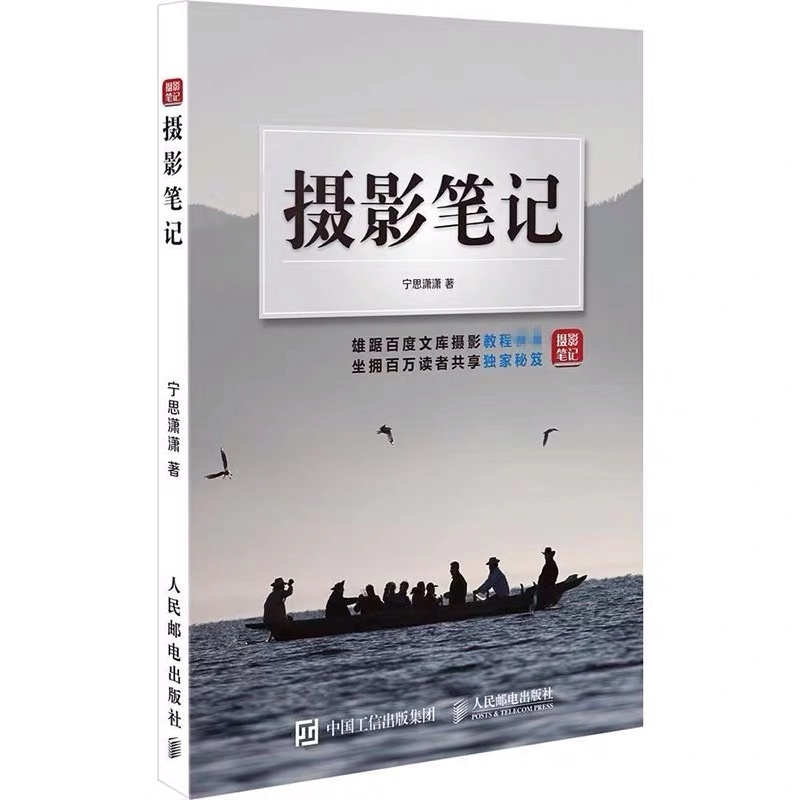 摄影
笔记
摄影笔记
宁思潇潇 著
人民邮电出版社
摄影笔记
宁思潇潇 著
雄踞百度文库摄影教程
坐拥百万读者共享独家秘笈
摄影
笔记
中国工信出版集团
人民邮电出版社
POSTS & TELECOM PRESS